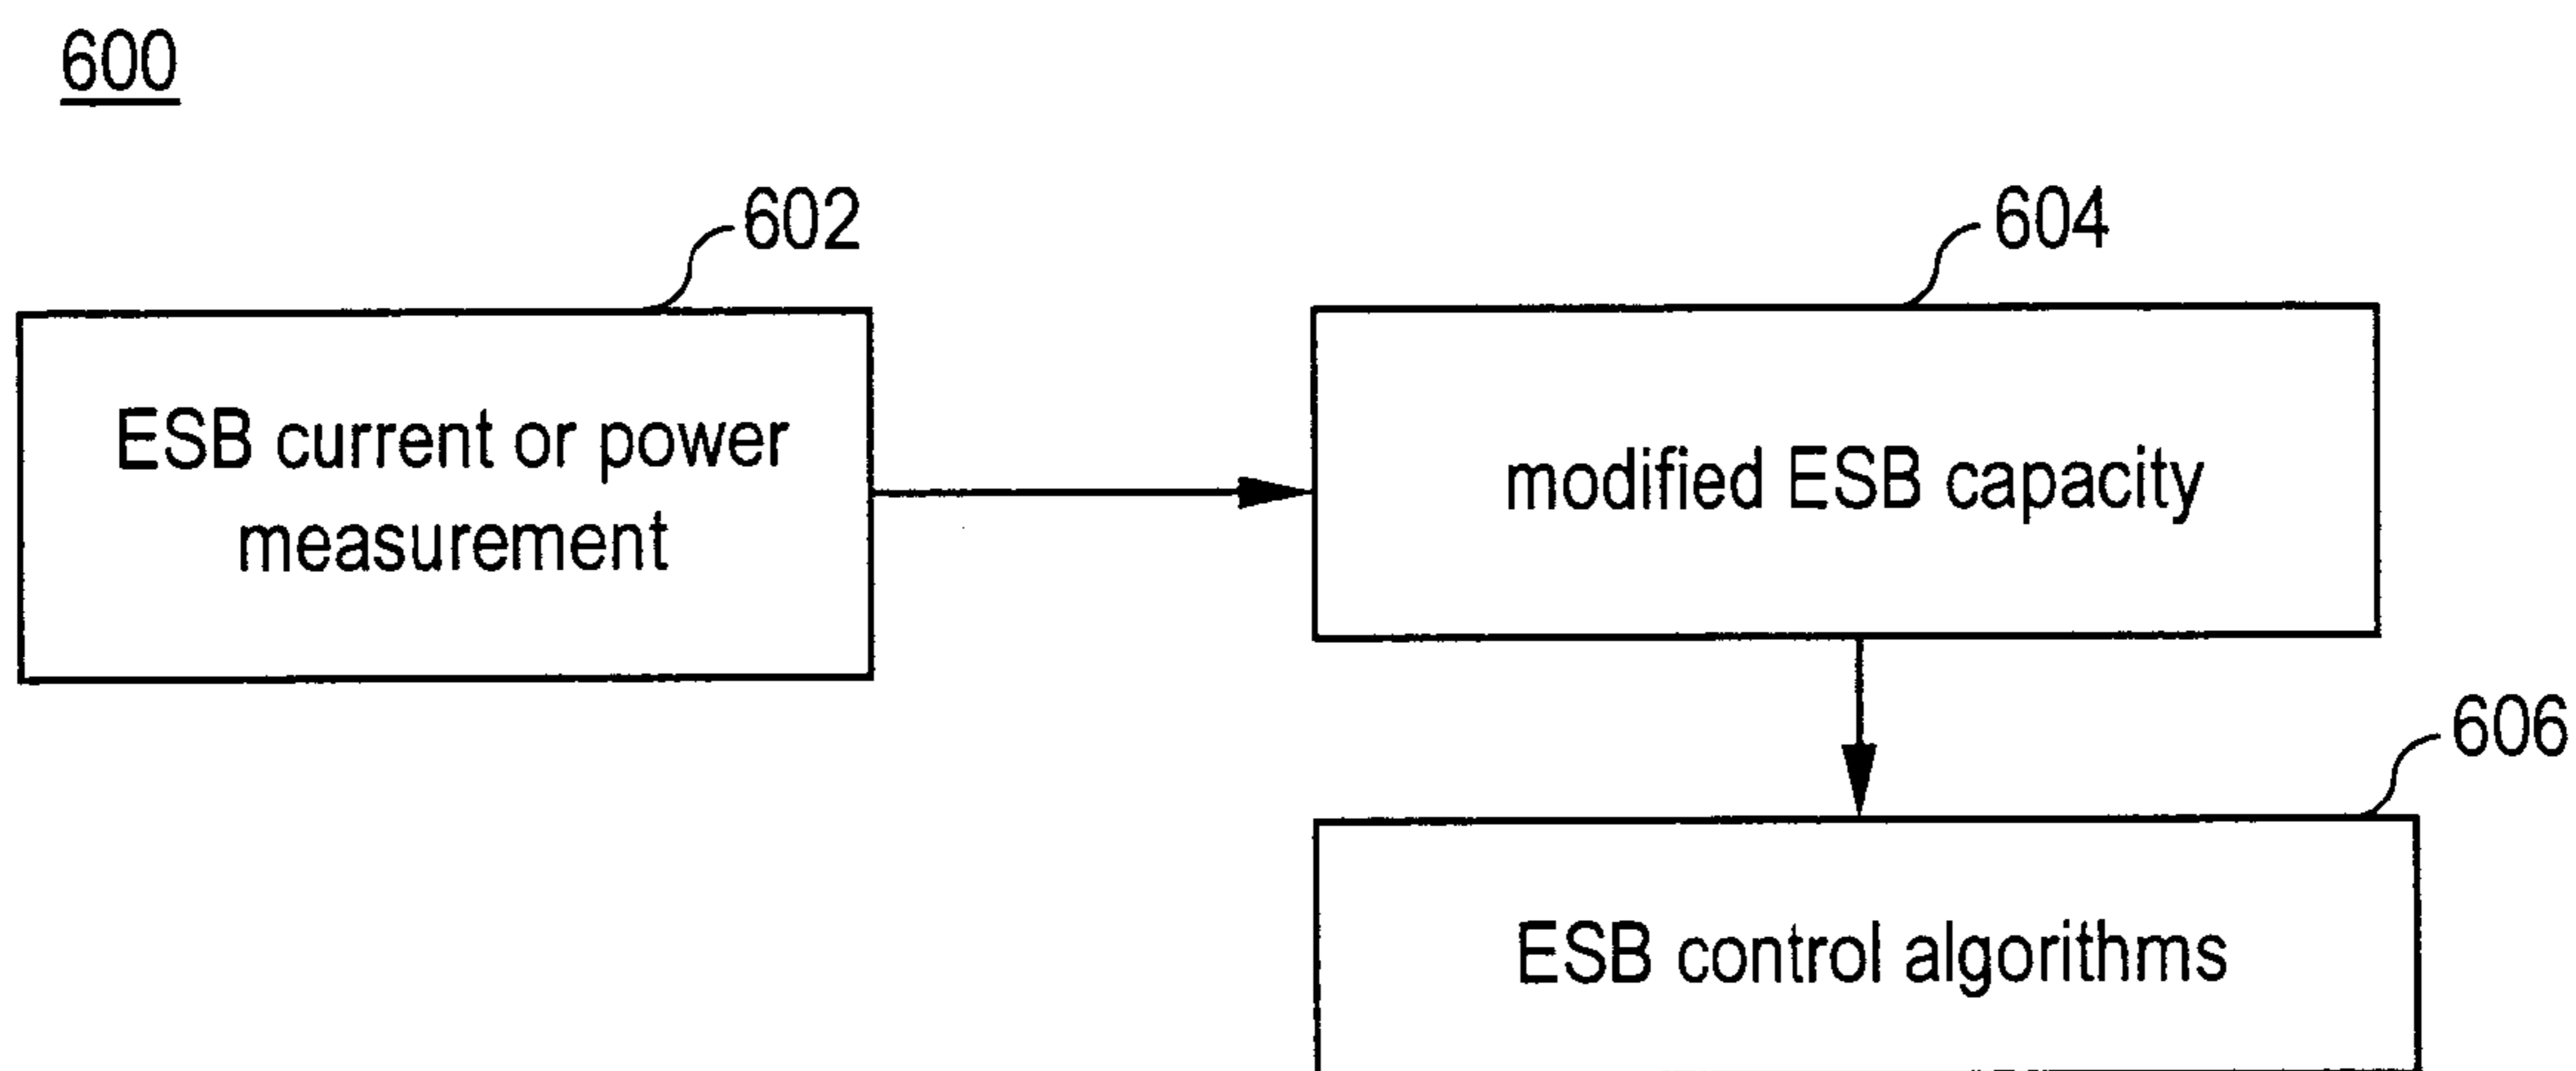 600
602
604
ESB current or power
measurement
modified ESB capacity
606
ESB control algorithms